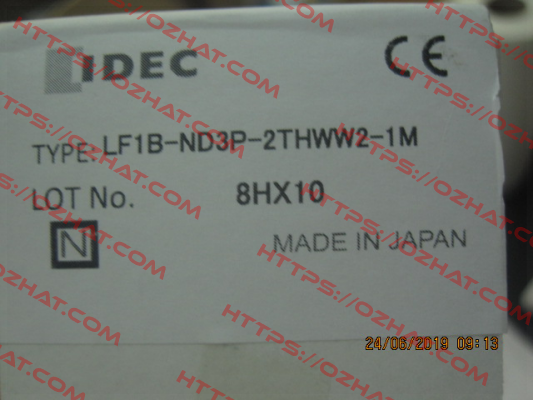 IDEC CE
TYPE LF1B-ND3P-2THWW2-1M
LOT No. 8HX10
N MADE IN JAPAN
24/06/2019 09:13
HTTPS://OZHAT.COM